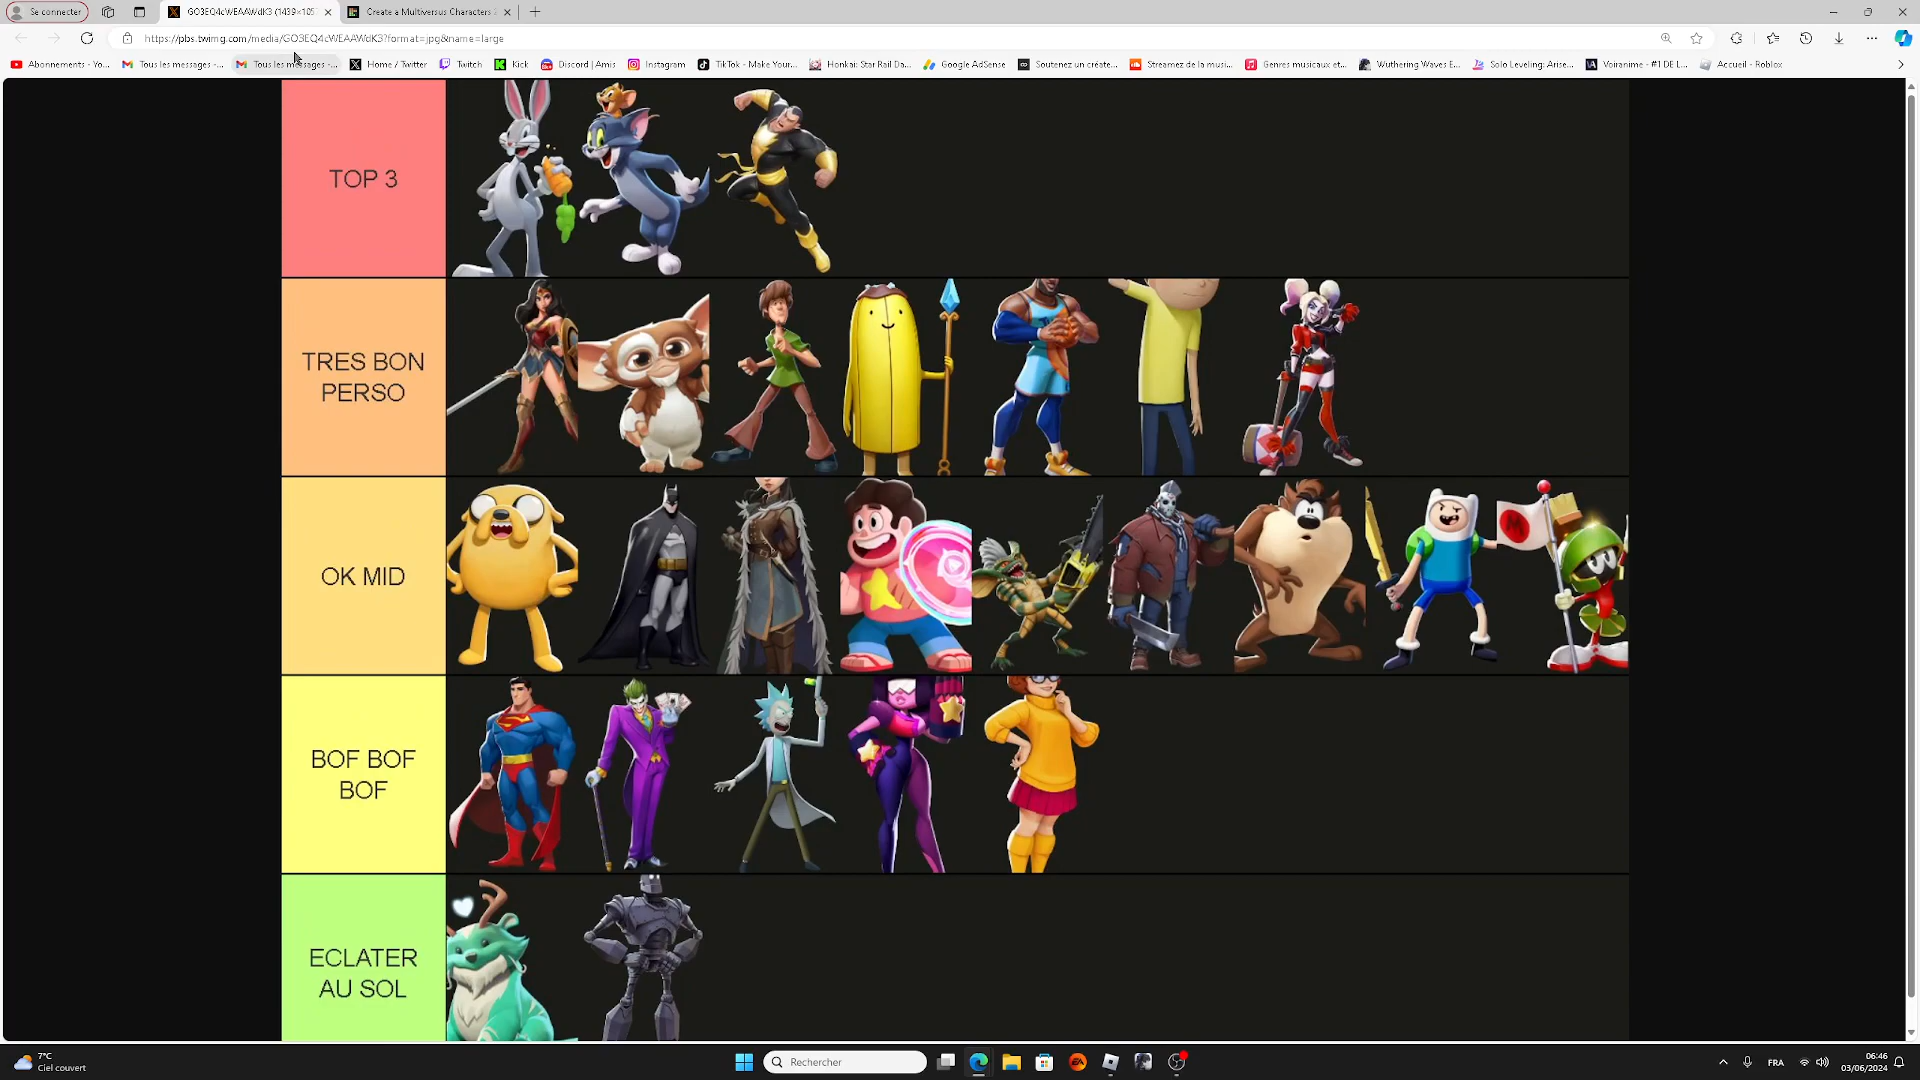 Se connecter
GO3EQ4cWEAAWdK3 (1439×105
Create a Multiversus Characters
https://pbs.twimg.com/media/GO3EQ4cWEAAWdK3?format=jpg&name=large
Abonnements - Yo...
Tous les messages -...
Tous les messages -...
Home / Twitter
Twitch
Kick
Discord | Amis
Instagram
TikTok - Make Your...
Honkai: Star Rail Da...
Google AdSense
Soutenez un créate...
Streamez de la musi...
Genres musicaux et...
Wuthering Waves E...
Solo Leveling: Arise...
Voiranime - #1 DE L...
Accueil - Roblox
TOP 3
TRES BON
PERSO
OK MID
BOF BOF
BOF
ECLATER
AU SOL
7°C
Ciel couvert
Rechercher
FRA
06:46
03/06/2024